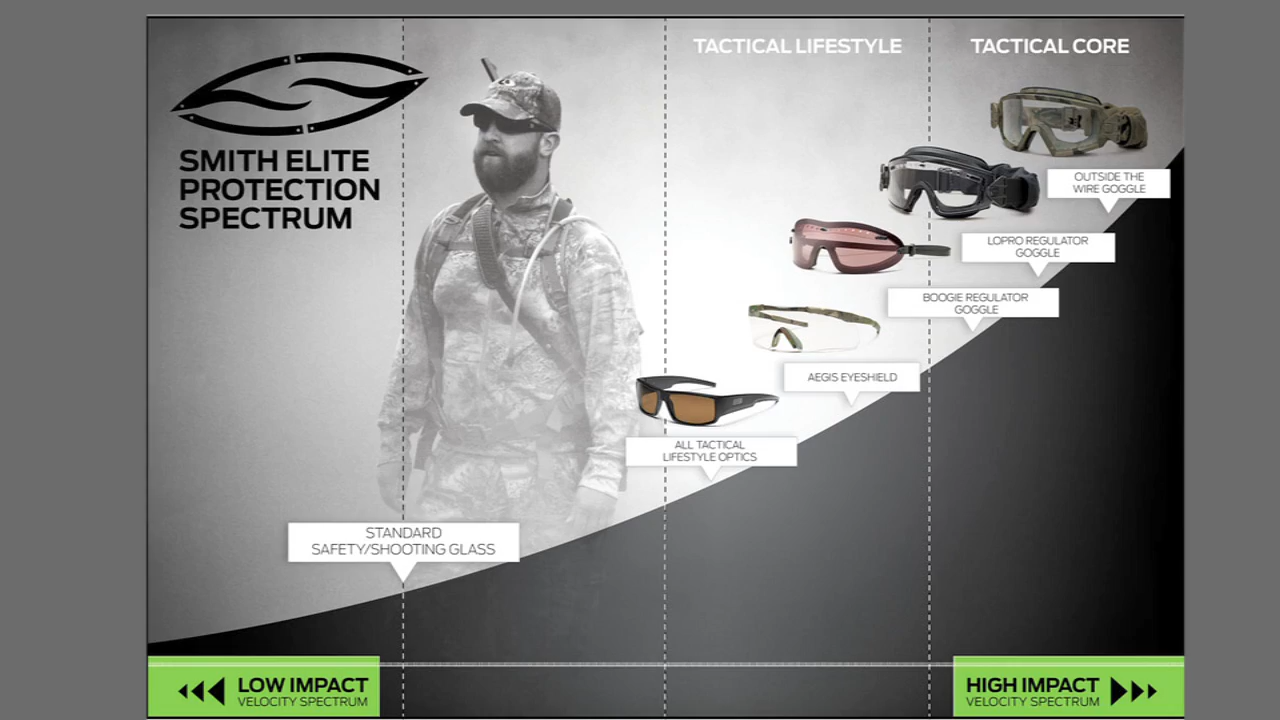 TACTICAL LIFESTYLE
TACTICAL CORE
SMITH ELITE
PROTECTION
SPECTRUM
OUTSIDE THE
WIRE GOGGLE
LOPRO REGULATOR
GOGGLE
BOOGIE REGULATOR
GOGGLE
AEGIS EYESHIELD
ALL TACTICAL
LIFESTYLE OPTICS
STANDARD
SAFETY/SHOOTING GLASS
LOW IMPACT
VELOCITY SPECTRUM
HIGH IMPACT
VELOCITY SPECTRUM